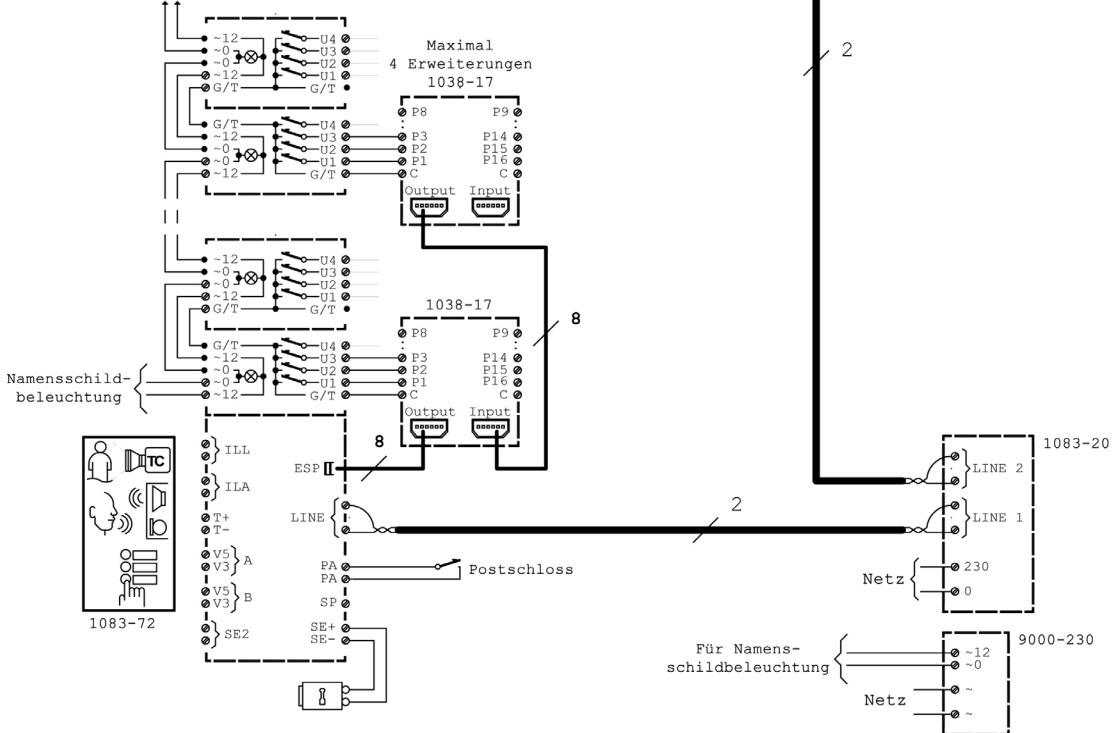 ~12
~0
~0
~12
G/T
U4
U3
U2
U1
G/T
G/T
~12
~0
~0
~12
U4
U3
U2
U1
G/T
Maximal
4 Erweiterungen
1038-17
P8
P3
P2
P1
C
P9
P14
P15
P16
C
Output
Input
2
~12
~0
~0
~12
G/T
U4
U3
U2
U1
G/T
G/T
~12
~0
~0
~12
U4
U3
U2
U1
G/T
1038-17
P8
P3
P2
P1
C
P9
P14
P15
P16
C
Output
Input
8
Namensschild-
beleuchtung
TC
1083-72
ILL
ILA
T+
T-
V5
V3
A
V5
V3
B
SE2
ESP
8
LINE
PA
PA
SP
SE+
SE-
Postschloss
2
1083-20
LINE 2
LINE 1
230
0
Netz
9000-230
Für Namens-
schildbeleuchtung
~12
~0
~
~
Netz